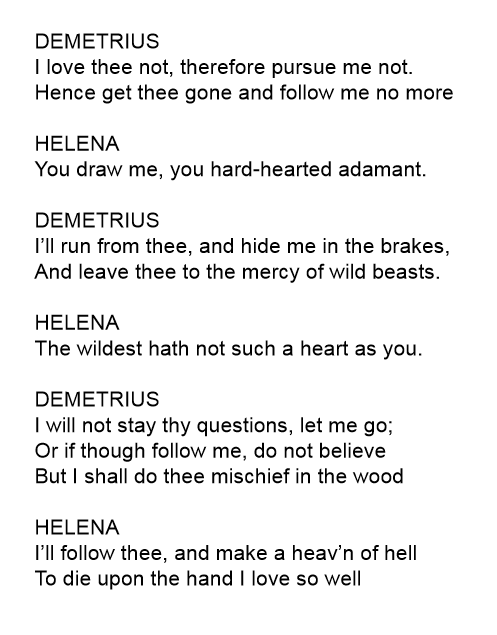 DEMETRIUS
I love thee not, therefore pursue me not.
Hence get thee gone and follow me no more
HELENA
You draw me, you hard-hearted adamant.
DEMETRIUS
I’ll run from thee, and hide me in the brakes,
And leave thee to the mercy of wild beasts.
HELENA
The wildest hath not such a heart as you.
DEMETRIUS
I will not stay thy questions, let me go;
Or if though follow me, do not believe
But I shall do thee mischief in the wood
HELENA
I’ll follow thee, and make a heav’n of hell
To die upon the hand I love so well